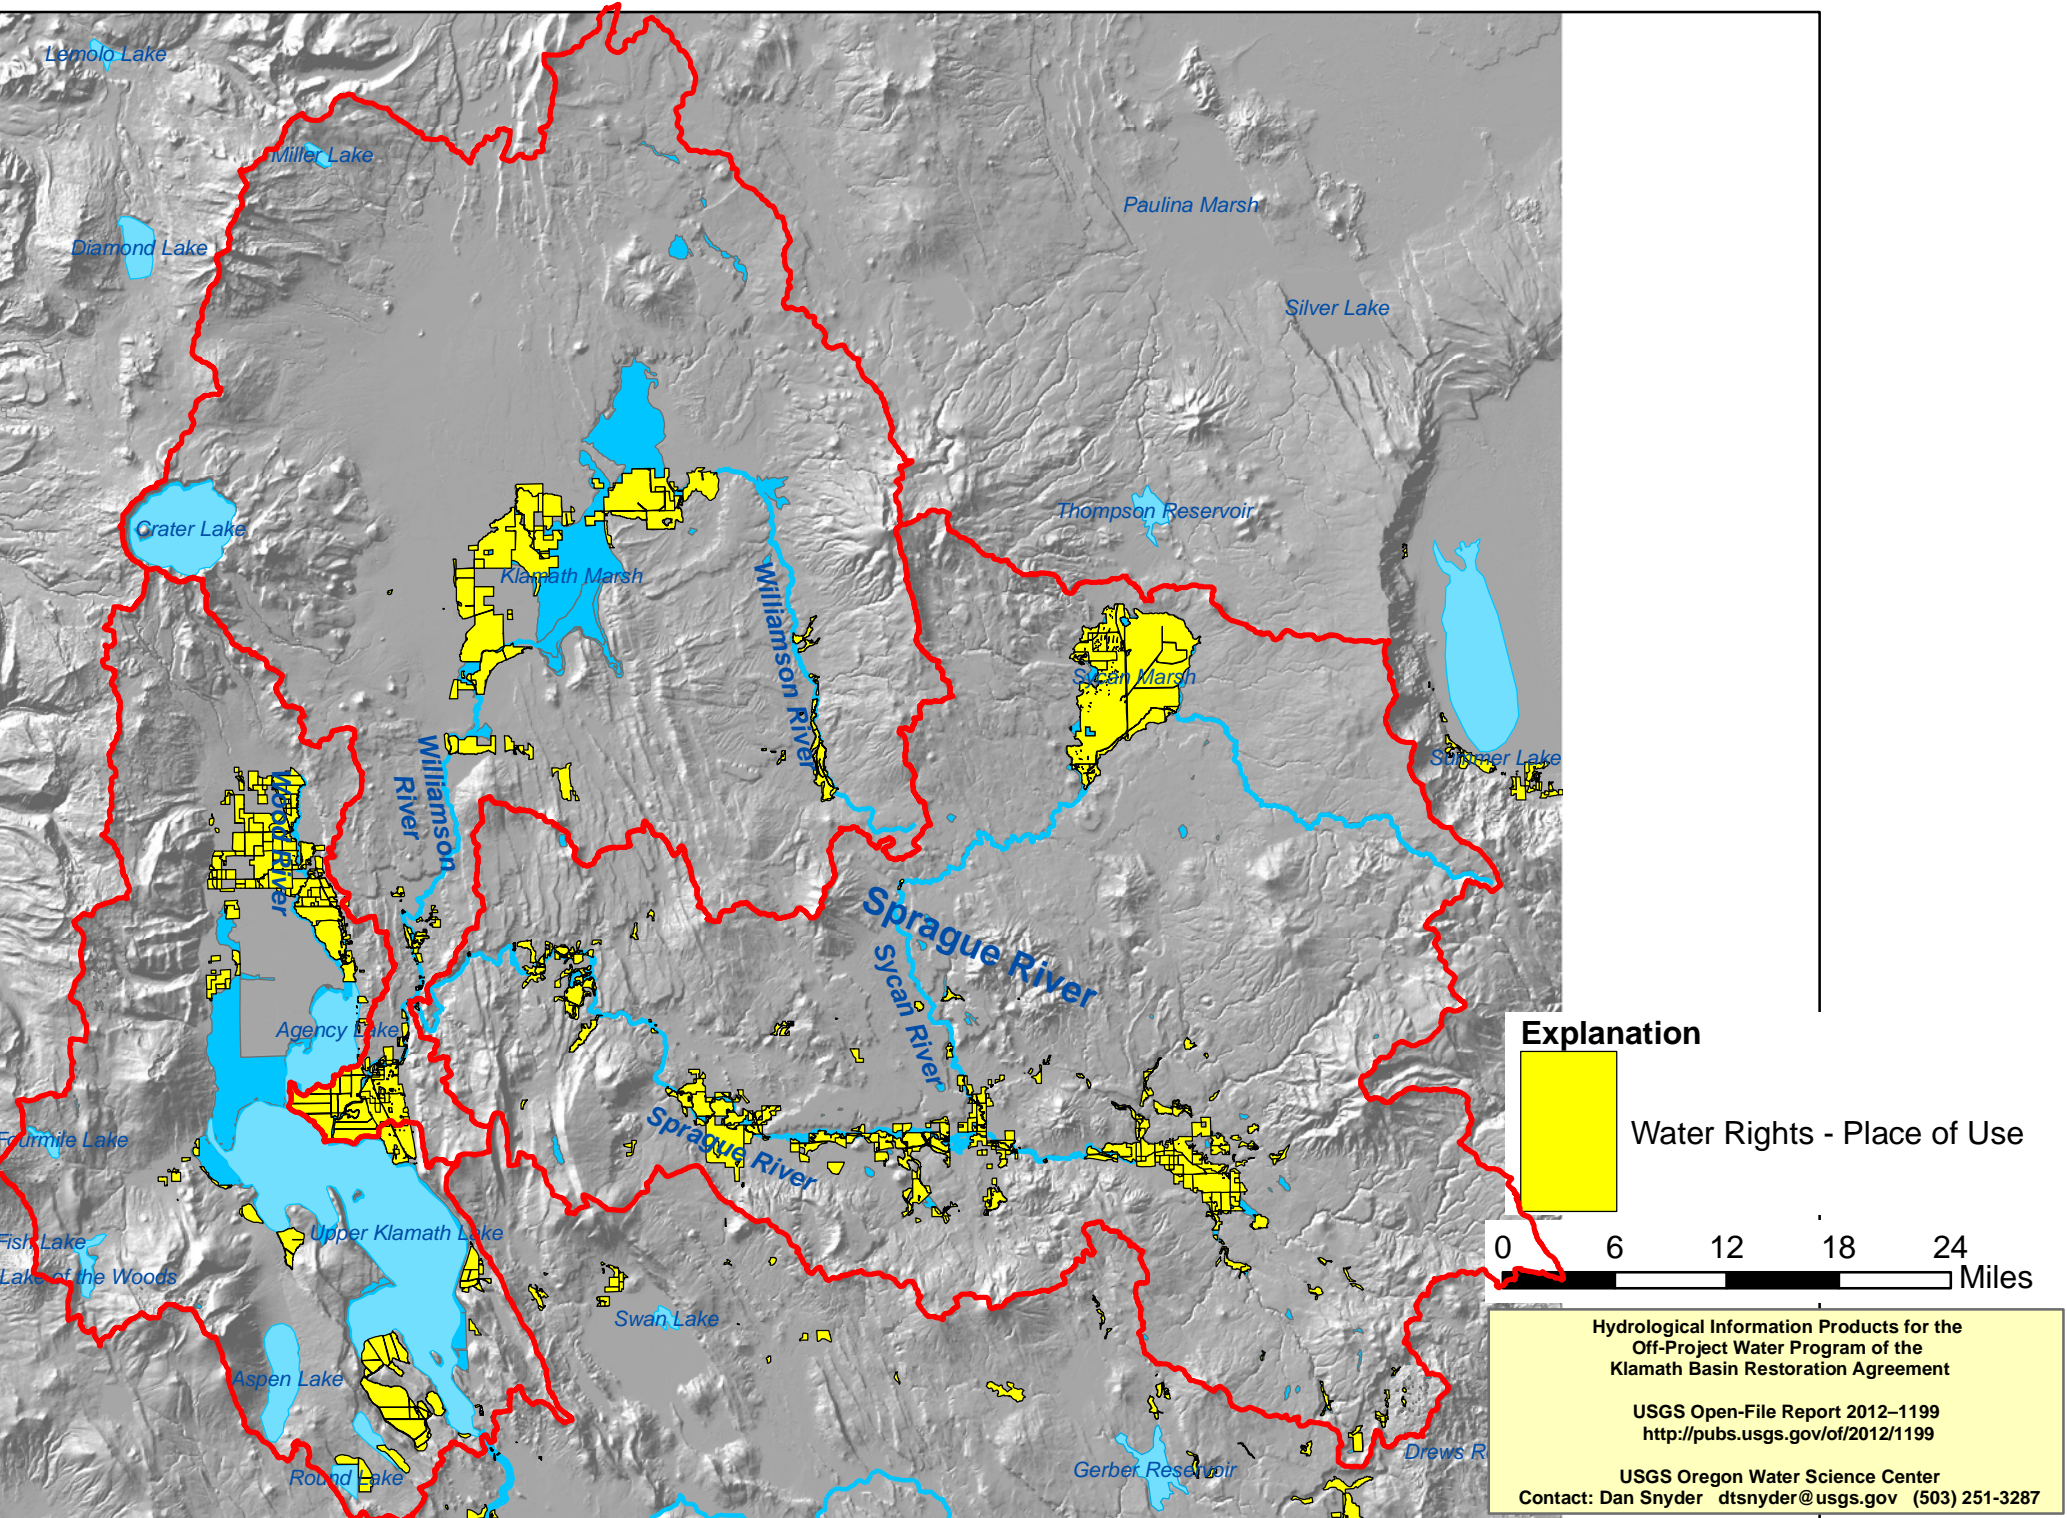 Lemolo Lake
Miller Lake
Diamond Lake
Paulina Marsh
Silver Lake
Crater Lake
Thompson Reservoir
Klamath Marsh
Williamson River
Sycan Marsh
Summer Lake
Williamson
River
Wood River
Sprague River
Sycan River
Agency Lake
Explanation
Water Rights - Place of Use
Sprague River
Fourmile Lake
Upper Klamath Lake
Fish Lake
Lake of the Woods
0 6 12 18 24
Miles
Swan Lake
Aspen Lake
Round Lake
Gerber Reservoir
Drews R
Hydrological Information Products for the
Off-Project Water Program of the
Klamath Basin Restoration Agreement
USGS Open-File Report 2012–1199
http://pubs.usgs.gov/of/2012/1199
USGS Oregon Water Science Center
Contact: Dan Snyder dtsnyder@usgs.gov (503) 251-3287